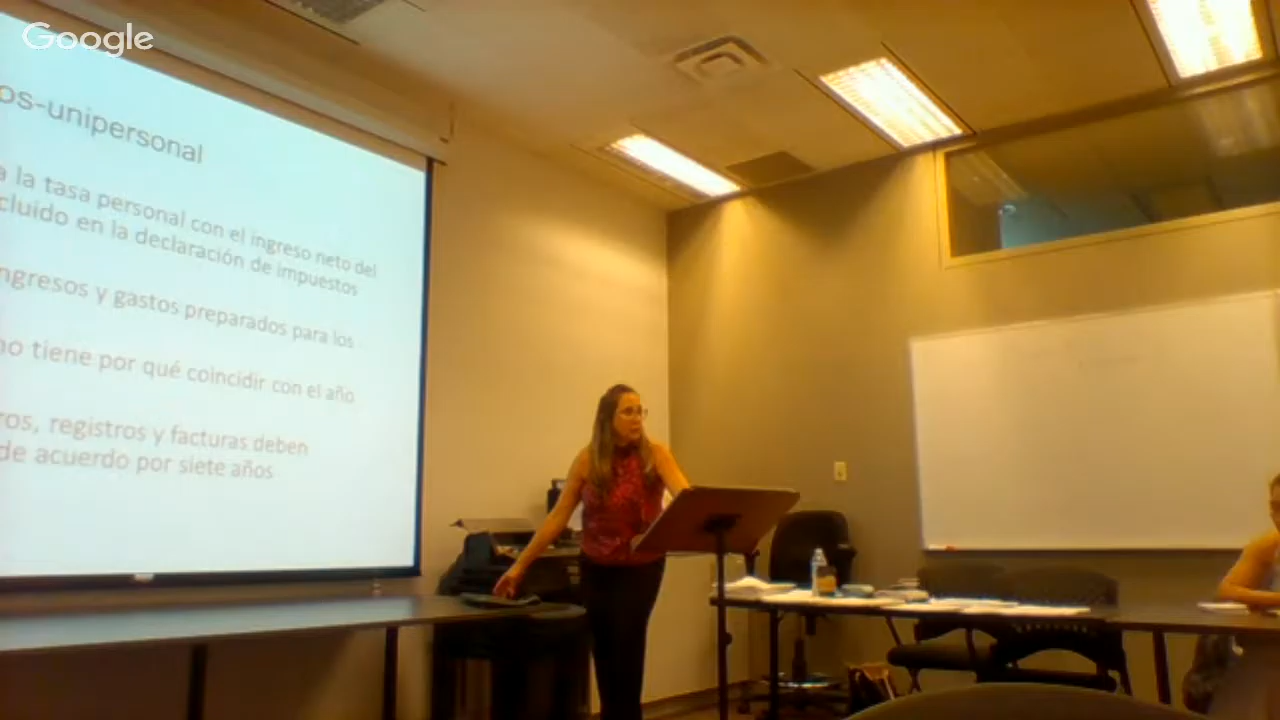 Google
os-unipersonal
a la tasa personal con el ingreso neto del
cluido en la declaración de impuestos
ngresos y gastos preparados para los
no tiene por qué coincidir con el año
ros, registros y facturas deben
de acuerdo por siete años